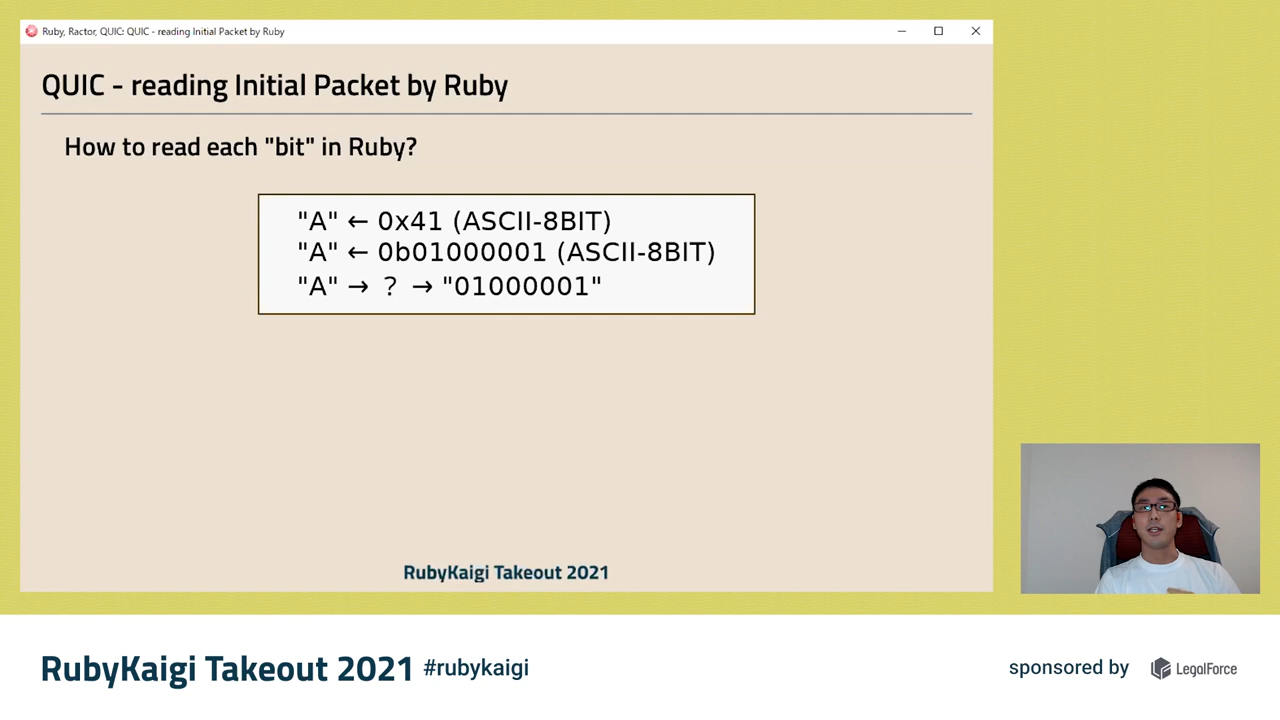 Ruby, Ractor, QUIC: QUIC - reading Initial Packet by Ruby
QUIC - reading Initial Packet by Ruby
How to read each "bit" in Ruby?
"A" ← 0x41 (ASCII-8BIT)
"A" ← 0b01000001 (ASCII-8BIT)
"A" → ? → "01000001"
RubyKaigi Takeout 2021
RubyKaigi Takeout 2021 #rubykaigi
sponsored by LegalForce